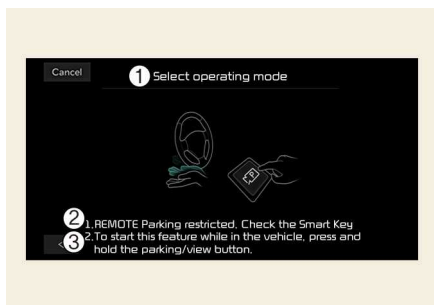 Cancel
1 Select operating mode
P
2 1.REMOTE Parking restricted. Check the Smart Key
< 3 2.To start this feature while in the vehicle, press and
hold the parking/view button.